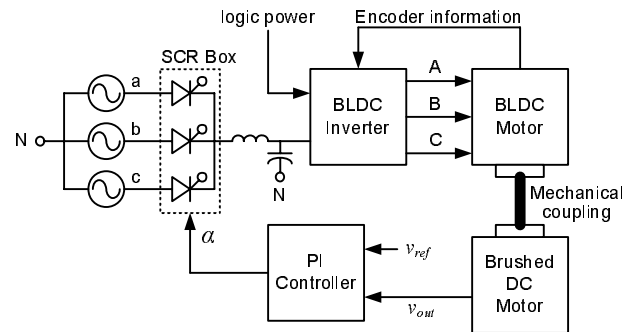 logic power
Encoder information
SCR Box
a
b
c
N
N
BLDC
Inverter
A
B
C
BLDC
Motor
Mechanical
coupling
α
PI
Controller
v_ref
v_out
Brushed
DC
Motor